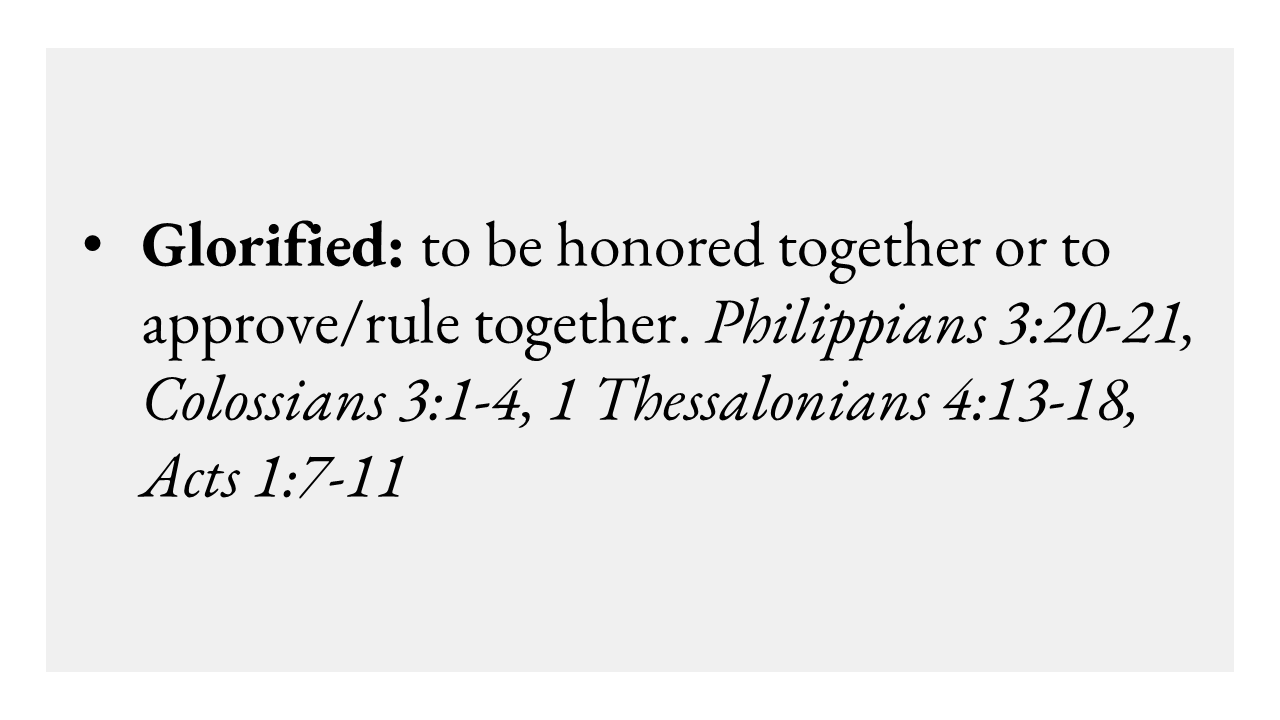 • Glorified: to be honored together or to
approve/rule together. Philippians 3:20-21,
Colossians 3:1-4, 1 Thessalonians 4:13-18,
Acts 1:7-11